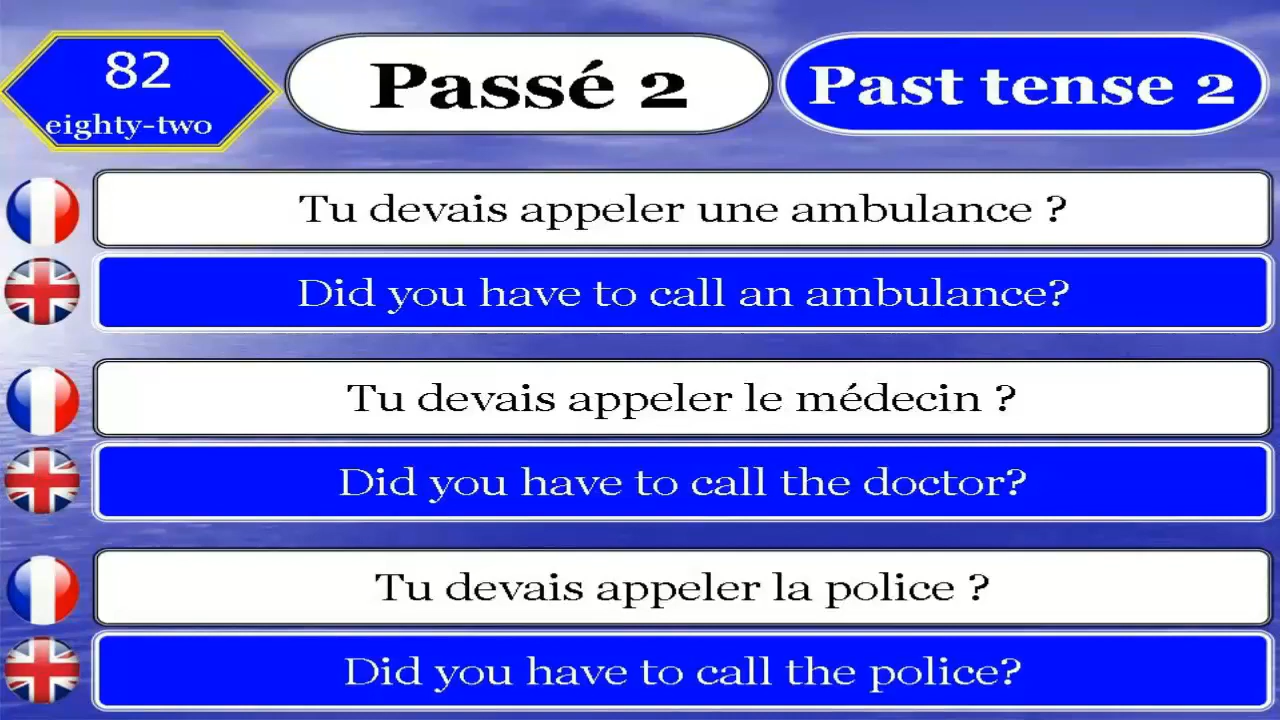 82
eighty-two
Passé 2
Past tense 2
Tu devais appeler une ambulance ?
Did you have to call an ambulance?
Tu devais appeler le médecin ?
Did you have to call the doctor?
Tu devais appeler la police ?
Did you have to call the police?